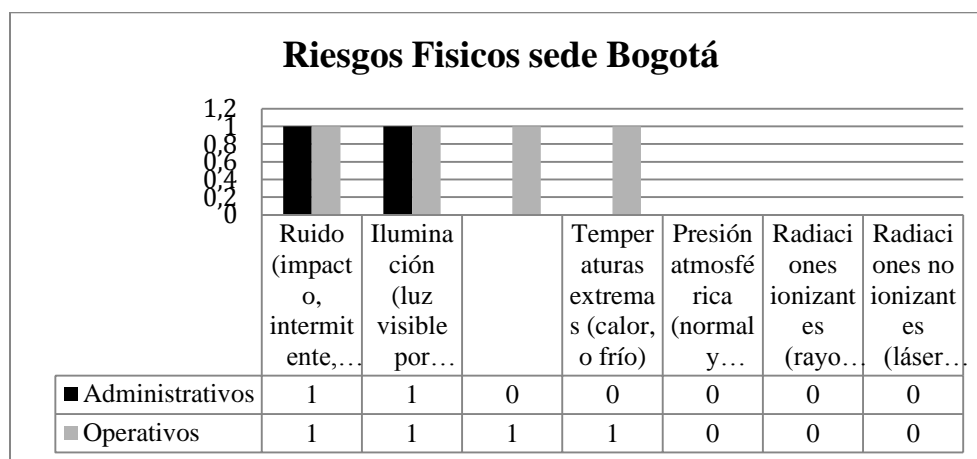 Riesgos Fisicos sede Bogotá
1,2
1
0,8
0,6
0,4
0,2
0
Ruido
(impact
o,
intermit
ente,…
Ilumina
ción
(luz
visible
por…
Temper
aturas
extrema
s (calor,
o frío)
Presión
atmosfé
rica
(normal
y…
Radiaci
ones
ionizant
es
(rayo…
Radiaci
ones no
ionizant
es
(láser…
Administrativos 1 1 0 0 0 0 0
Operativos 1 1 1 1 0 0 0